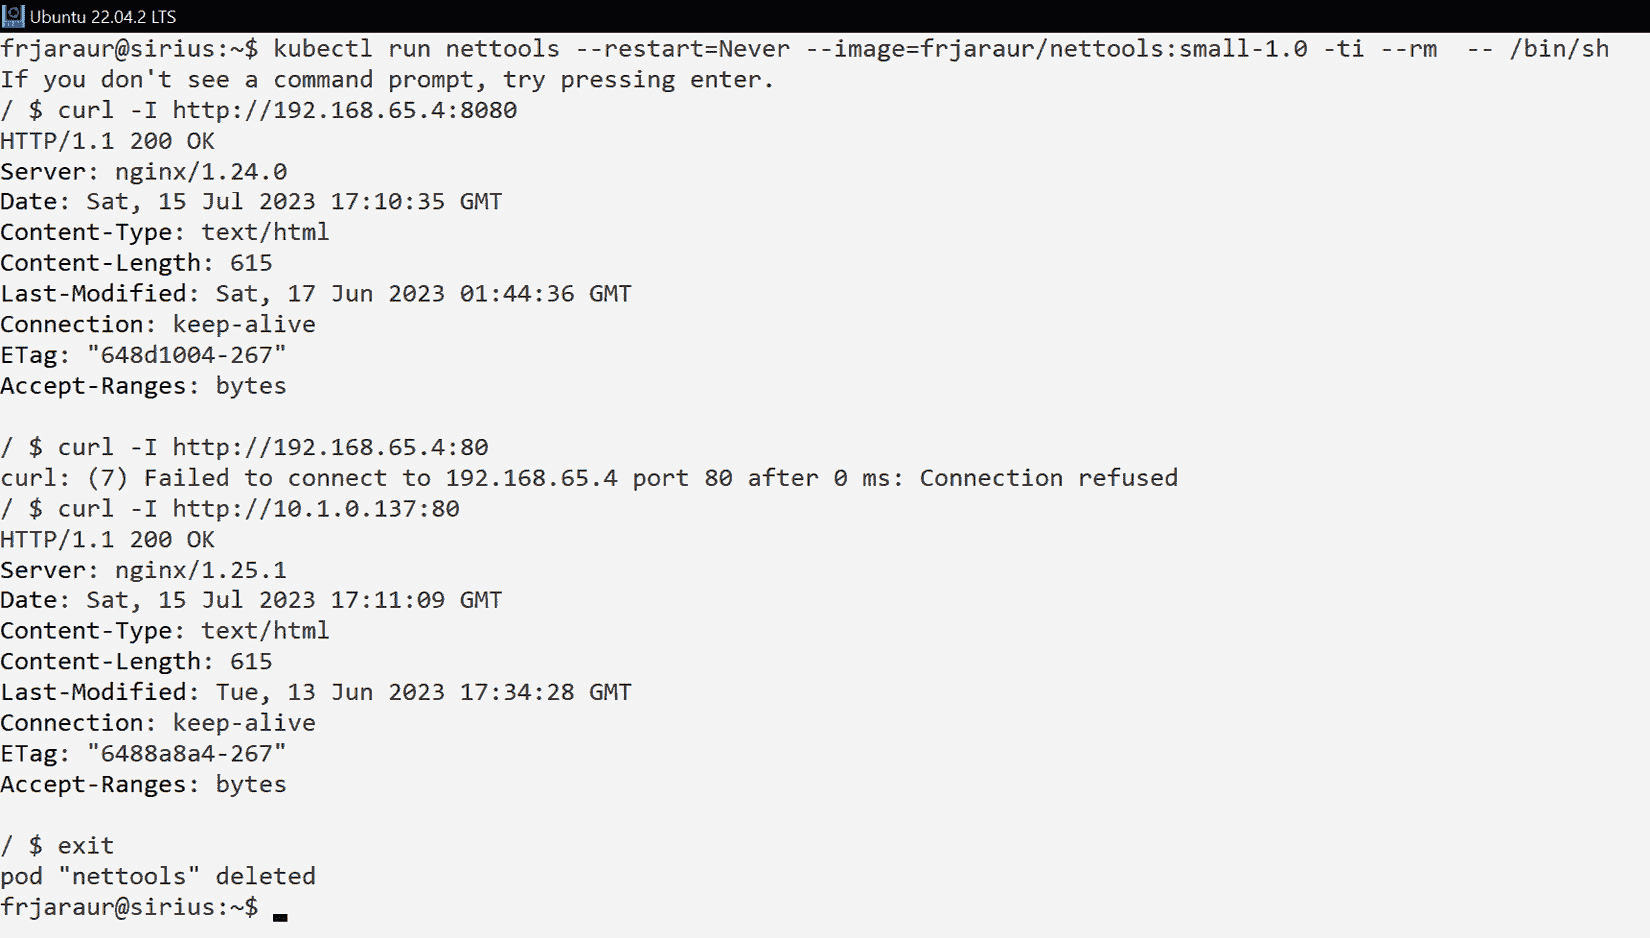 Ubuntu 22.04.2 LTS
frjaraur@sirius:~$ kubectl run nettools --restart=Never --image=frjaraur/nettools:small-1.0 -ti --rm  -- /bin/sh
If you don't see a command prompt, try pressing enter.
/ $ curl -I http://192.168.65.4:8080
HTTP/1.1 200 OK
Server: nginx/1.24.0
Date: Sat, 15 Jul 2023 17:10:35 GMT
Content-Type: text/html
Content-Length: 615
Last-Modified: Sat, 17 Jun 2023 01:44:36 GMT
Connection: keep-alive
ETag: "648d1004-267"
Accept-Ranges: bytes

/ $ curl -I http://192.168.65.4:80
curl: (7) Failed to connect to 192.168.65.4 port 80 after 0 ms: Connection refused
/ $ curl -I http://10.1.0.137:80
HTTP/1.1 200 OK
Server: nginx/1.25.1
Date: Sat, 15 Jul 2023 17:11:09 GMT
Content-Type: text/html
Content-Length: 615
Last-Modified: Tue, 13 Jun 2023 17:34:28 GMT
Connection: keep-alive
ETag: "6488a8a4-267"
Accept-Ranges: bytes

/ $ exit
pod "nettools" deleted
frjaraur@sirius:~$